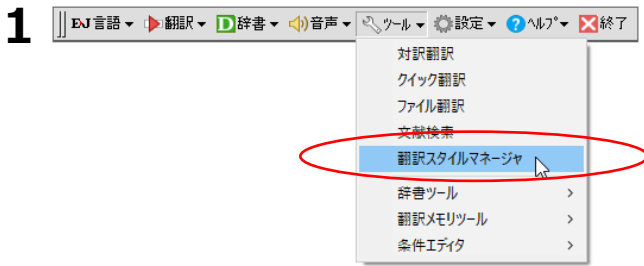 1
EJ言語 翻訳 D辞書 音声 ツール 設定 ?ヘルプ 終了
対訳翻訳
クイック翻訳
ファイル翻訳
文献検索
翻訳スタイルマネージャ
辞書ツール >
翻訳メモリツール >
条件エディタ >